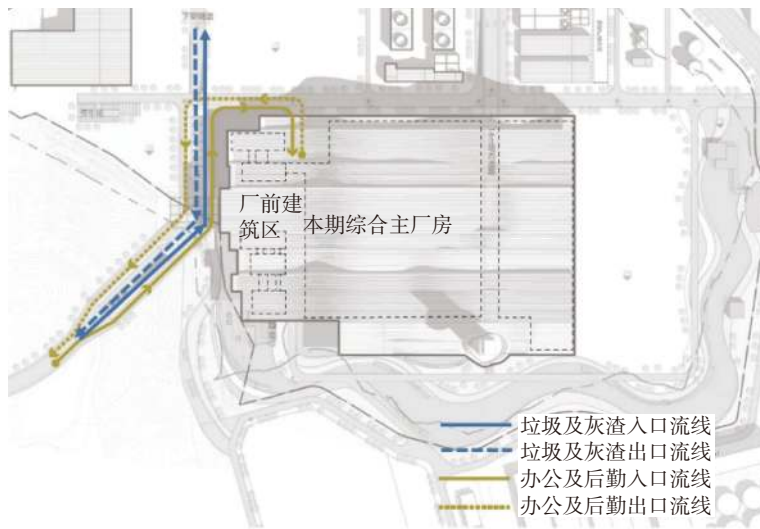 厂前建
筑区
本期综合主厂房
垃圾及灰渣入口流线
垃圾及灰渣出口流线
办公及后勤入口流线
办公及后勤出口流线